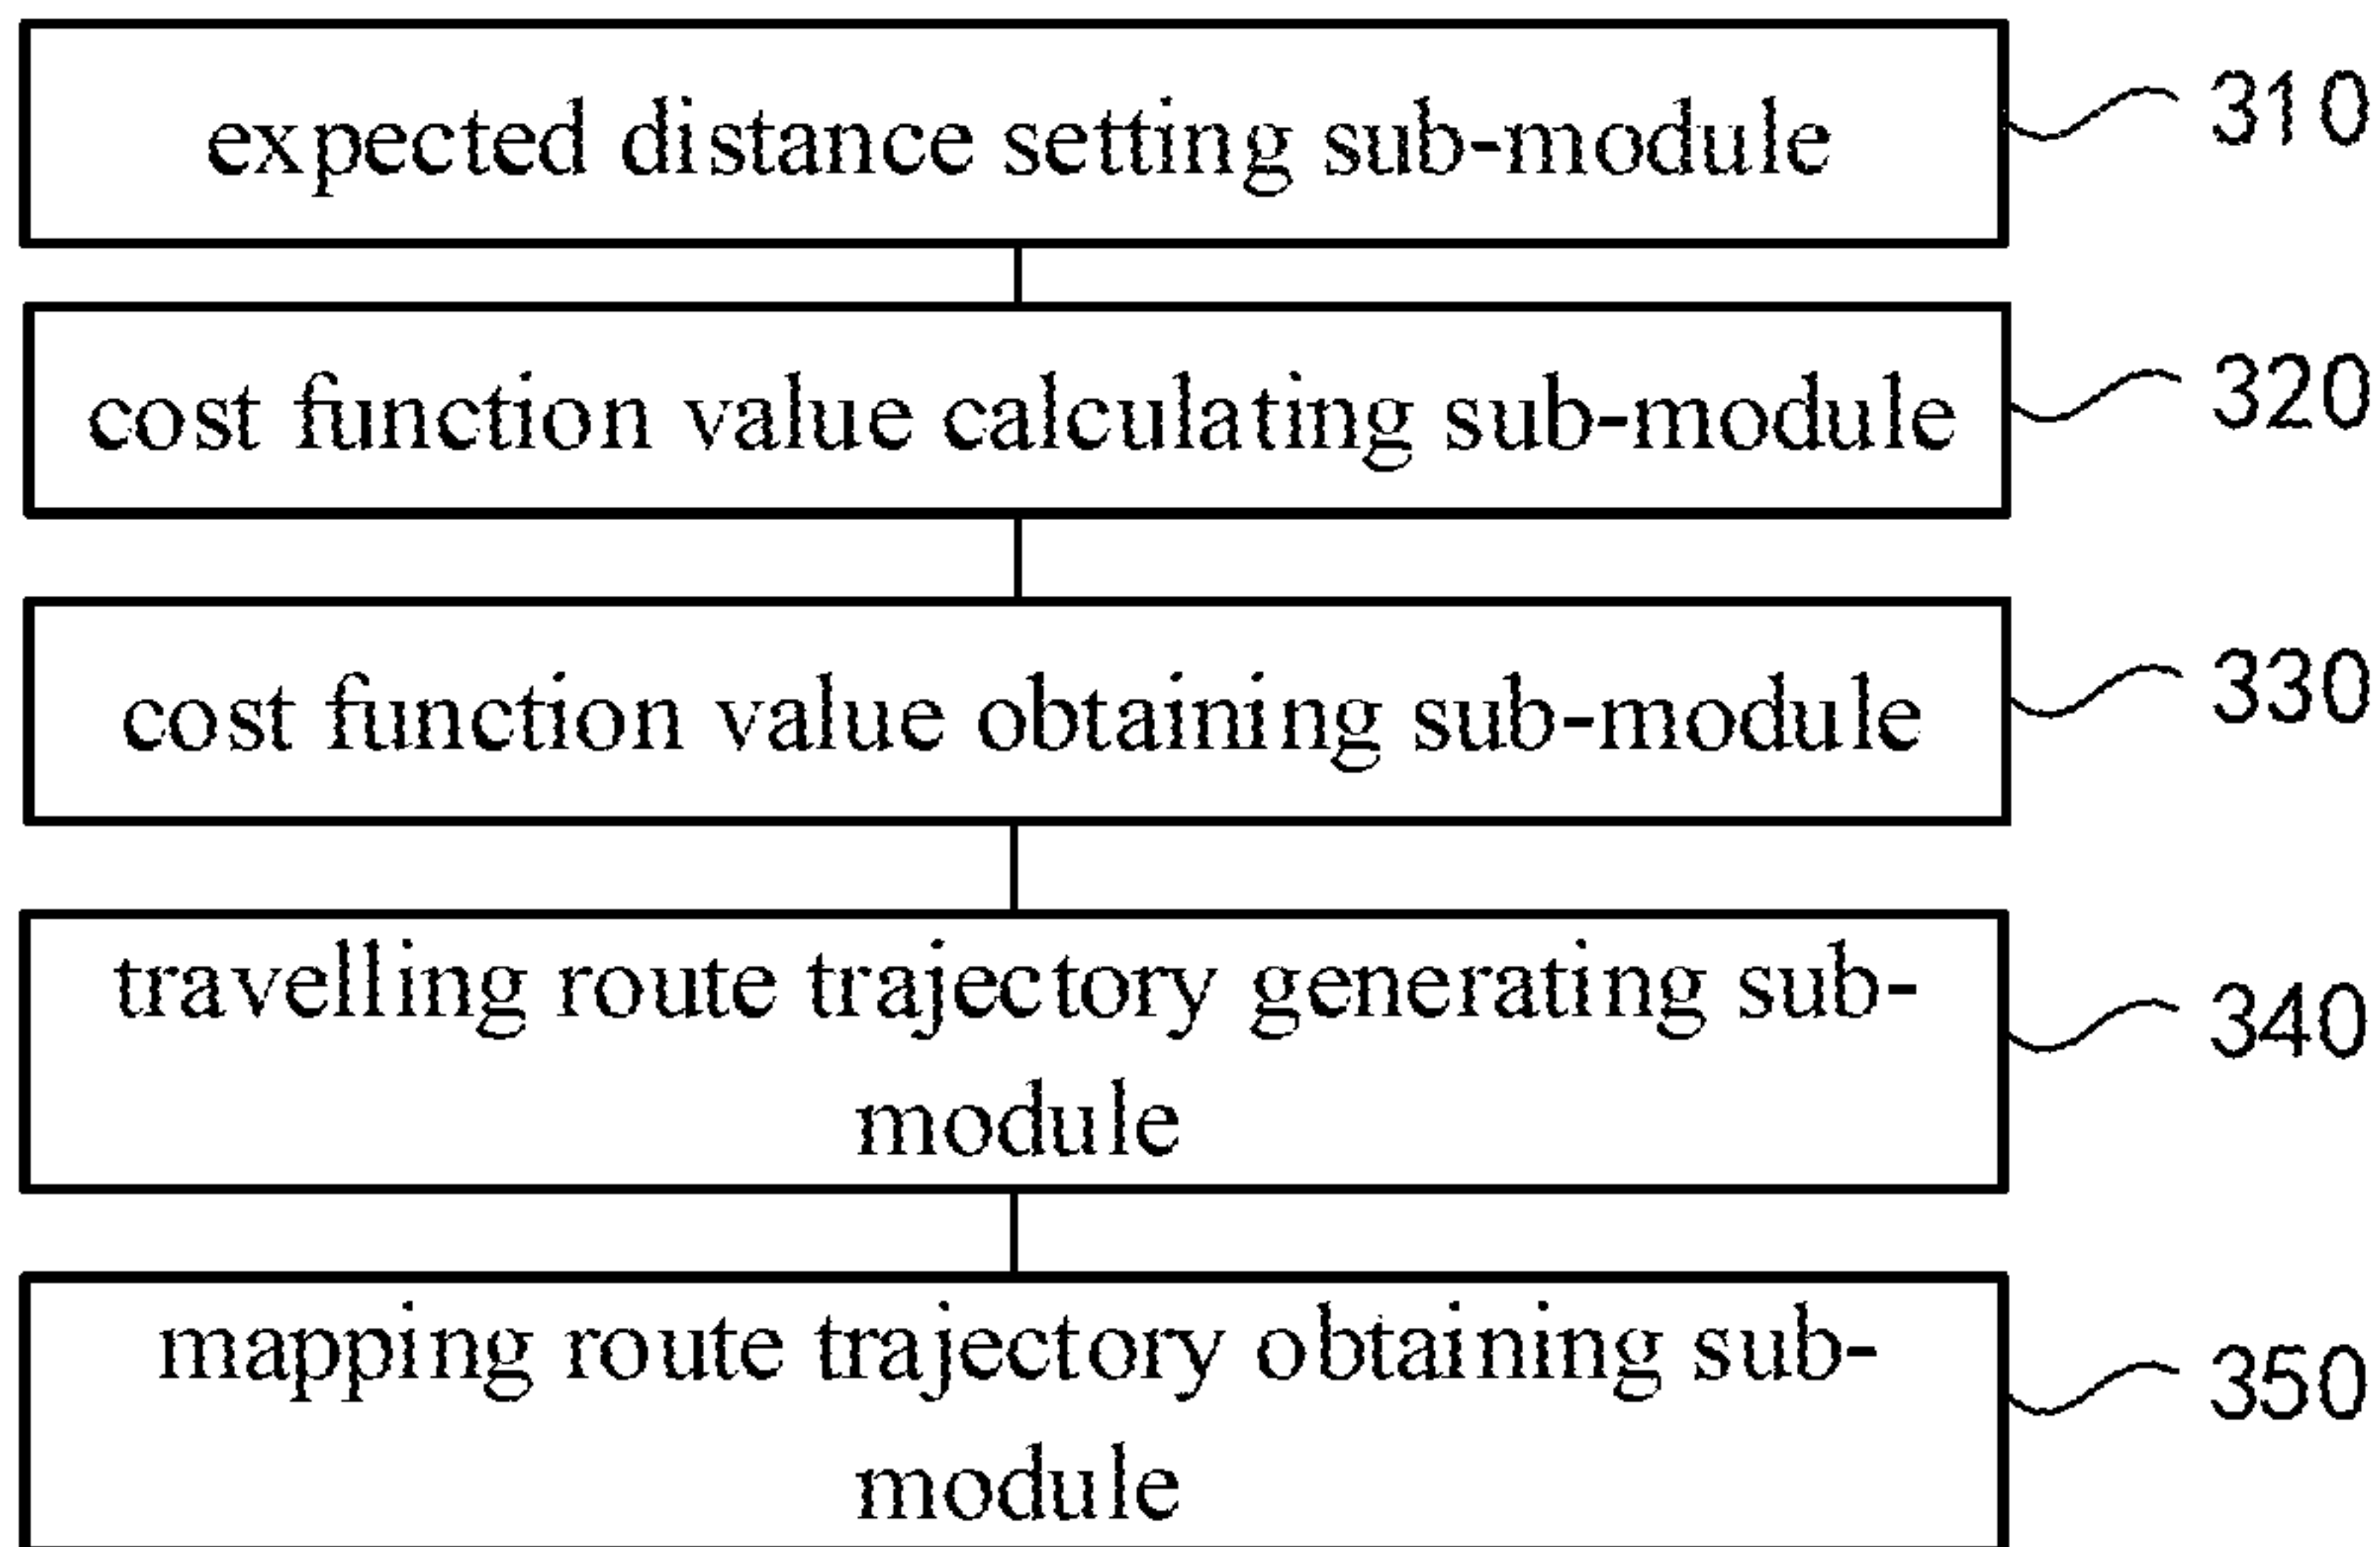 expected distance setting sub-module
310
cost function value calculating sub-module
320
cost function value obtaining sub-module
330
travelling route trajectory generating sub-
module
340
mapping route trajectory obtaining sub-
module
350